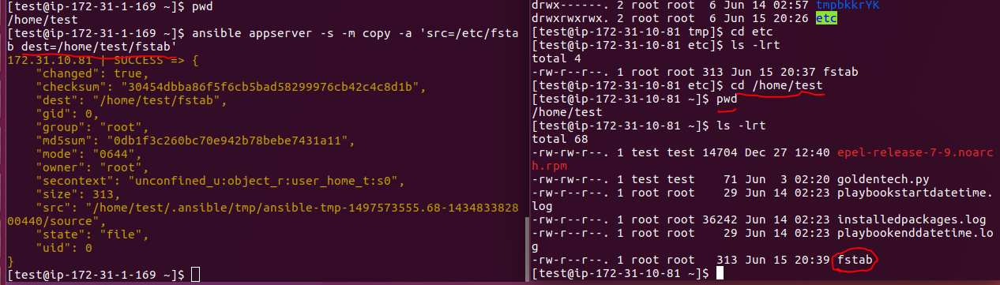 [test@ip-172-31-1-169 ~]$ pwd
/home/test
[test@ip-172-31-1-169 ~]$ ansible appserver -s -m copy -a 'src=/etc/fsta
b dest=/home/test/fstab'
172.31.10.81 | SUCCESS => {
    "changed": true,
    "checksum": "30454dbba86f5f6cb5bad58299976cb42c4c8d1b",
    "dest": "/home/test/fstab",
    "gid": 0,
    "group": "root",
    "md5sum": "0db1f3c260bc70e942b78bebe7431a11",
    "mode": "0644",
    "owner": "root",
    "secontext": "unconfined_u:object_r:user_home_t:s0",
    "size": 313,
    "src": "/home/test/.ansible/tmp/ansible-tmp-1497573555.68-1434833828
00440/source",
    "state": "file",
    "uid": 0
}
[test@ip-172-31-1-169 ~]$
drwx------. 2 root root  6 Jun 14 02:57 tmpbkkrYK
drwxrwxrwx. 2 root root  6 Jun 15 20:26 etc
[test@ip-172-31-10-81 tmp]$ cd etc
[test@ip-172-31-10-81 etc]$ ls -lrt
total 4
-rw-r--r--. 1 root root 313 Jun 15 20:37 fstab
[test@ip-172-31-10-81 etc]$ cd /home/test
[test@ip-172-31-10-81 ~]$ pwd
/home/test
[test@ip-172-31-10-81 ~]$ ls -lrt
total 68
-rw-rw-r--. 1 test test 14704 Dec 27 12:40 epel-release-7-9.noarc
h.rpm
-rw-rw-r--. 1 test test    71 Jun  3 02:20 goldentech.py
-rw-r--r--. 1 root root    29 Jun 14 02:23 playbookstartdatetime.
log
-rw-r--r--. 1 root root 36242 Jun 14 02:23 installedpackages.log
-rw-r--r--. 1 root root    29 Jun 14 02:23 playbookenddatetime.lo
g
-rw-r--r--. 1 root root   313 Jun 15 20:39 fstab
[test@ip-172-31-10-81 ~]$